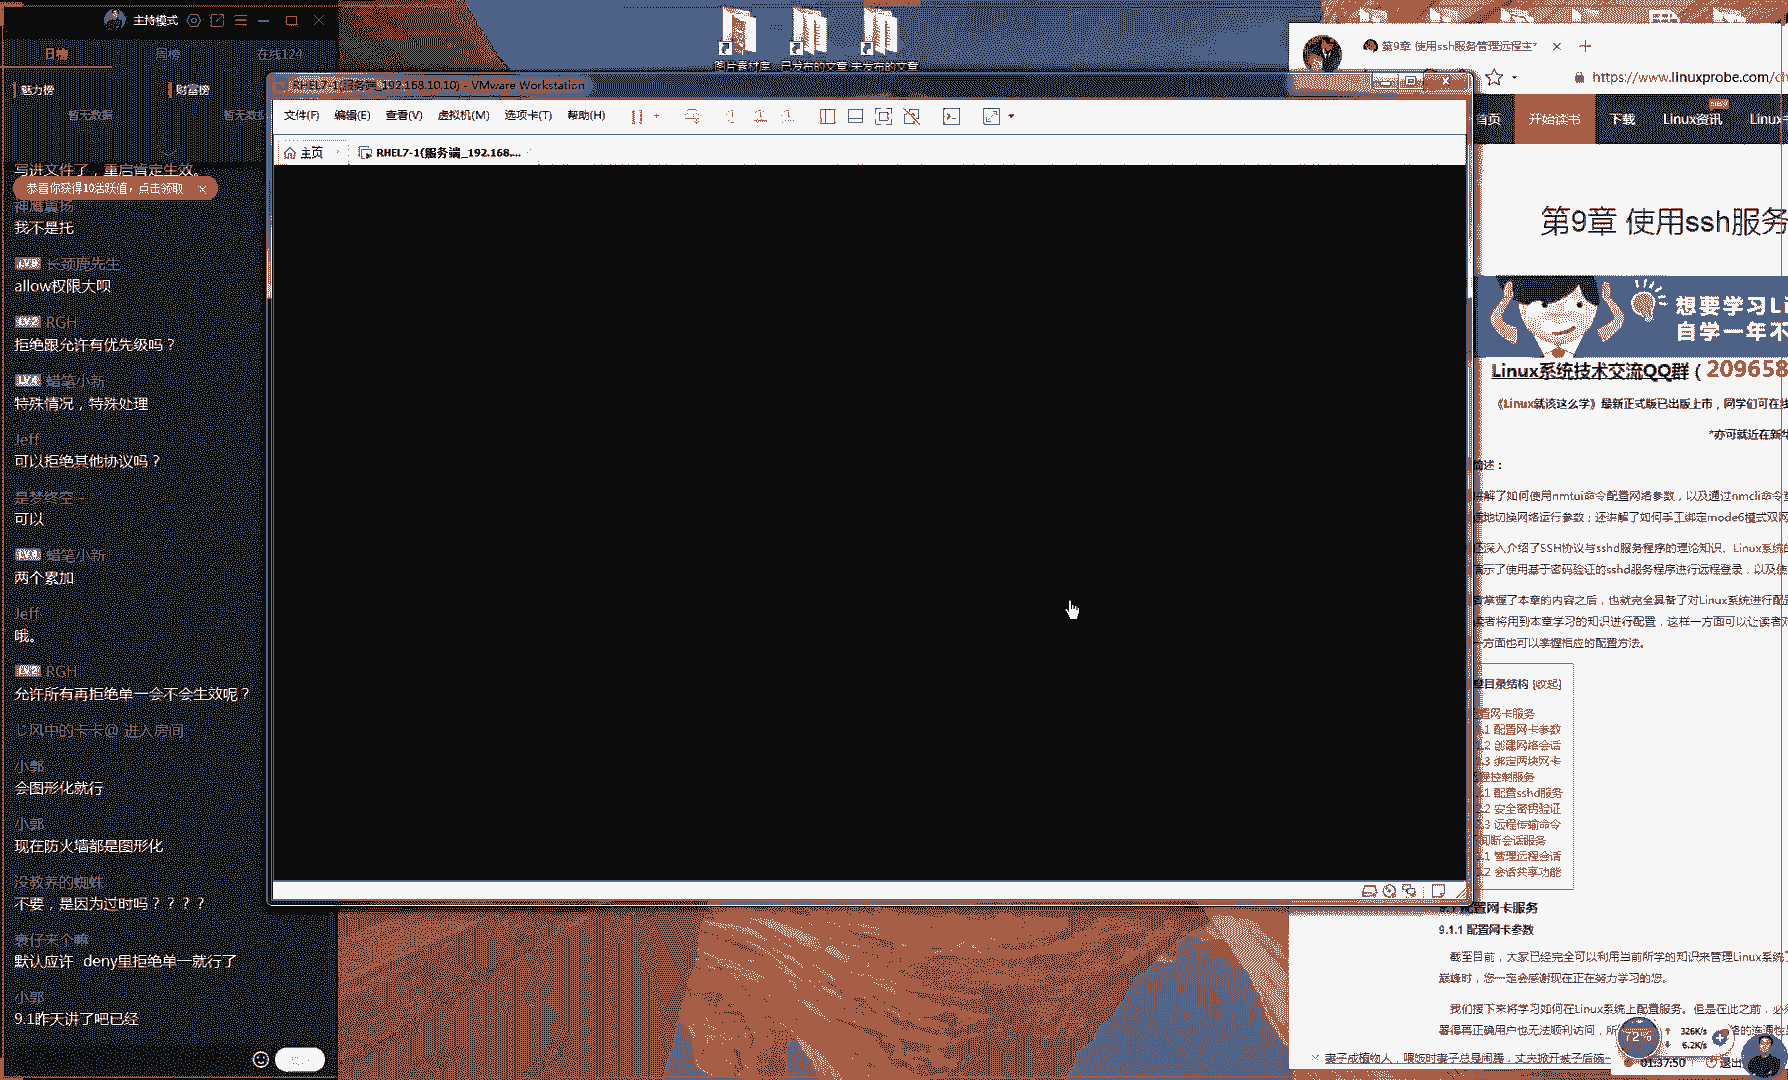 主持模式
日榜
周榜
在线124
魅力榜
财富榜
暂无数据
写进文件了，重启肯定生效。
恭喜你获得10活跃值，点击领取
我不是托
长颈鹿先生
allow权限大呗
LV.2 RGH
拒绝跟允许有优先级吗？
蜡笔小新
特殊情况，特殊处理
Jeff
可以拒绝其他协议吗？
是梦终空
可以
蜡笔小新
两个累加
Jeff
哦。
LV.2 RGH
允许所有再拒绝单一会不会生效呢？
风中的卡卡@ 进入房间
小郭
会图形化就行
小郭
现在防火墙都是图形化
没教养的蜘蛛
不要，是因为过时吗？？？？
默认应许 deny里拒绝单一就行了
小郭
9.1昨天讲了吧已经
图片素材库
已发布的文章
未发布的文章
RHEL7-1(服务端_192.168.10.10) - VMware Workstation
文件(F) 编辑(E) 查看(V) 虚拟机(M) 选项卡(T) 帮助(H)
主页
RHEL7-1(服务端_192.168....
第9章 使用ssh服务管理远程主*
https://www.linuxprobe.com/ch
首页
开始读书
下载
Linux资讯
new
Linux
第9章 使用ssh服务
想要学习Li
自学一年不
Linux系统技术交流QQ群（209658
《Linux就该这么学》最新正式版已出版上市，同学们可在线
*亦可就近在新华
简述：
讲解了如何使用nmtui命令配置网络参数，以及通过nmcli命令查
速地切换网络运行参数；还讲解了如何手工绑定mode6模式双网
还深入介绍了SSH协议与sshd服务程序的理论知识、Linux系统的
演示了使用基于密码验证的sshd服务程序进行远程登录，以及使
者掌握了本章的内容之后，也就完全具备了对Linux系统进行配置
读者将用到本章学习的知识进行配置，这样一方面可以让读者对
一方面也可以掌握相应的配置方法。
章目录结构 [收起]
配置网卡服务
.1 配置网卡参数
.2 创建网络会话
.3 绑定两块网卡
远程控制服务
.1 配置sshd服务
.2 安全密钥验证
.3 远程传输命令
不间断会话服务
.1 管理远程会话
.2 会话共享功能
9.1 配置网卡服务
9.1.1 配置网卡参数
截至目前，大家已经完全可以利用当前所学的知识来管理Linux系统了
巅峰时，您一定会感谢现在正在努力学习的您。
我们接下来将学习如何在Linux系统上配置服务。但是在此之前，必须
器得再正确用户也无法顺利访问，所
络的连通性是
妻子成植物人，喂饭时妻子总是闹腾，丈夫掀开被子后碗
72%
326K/s
6.2K/s
01:37:50
退出